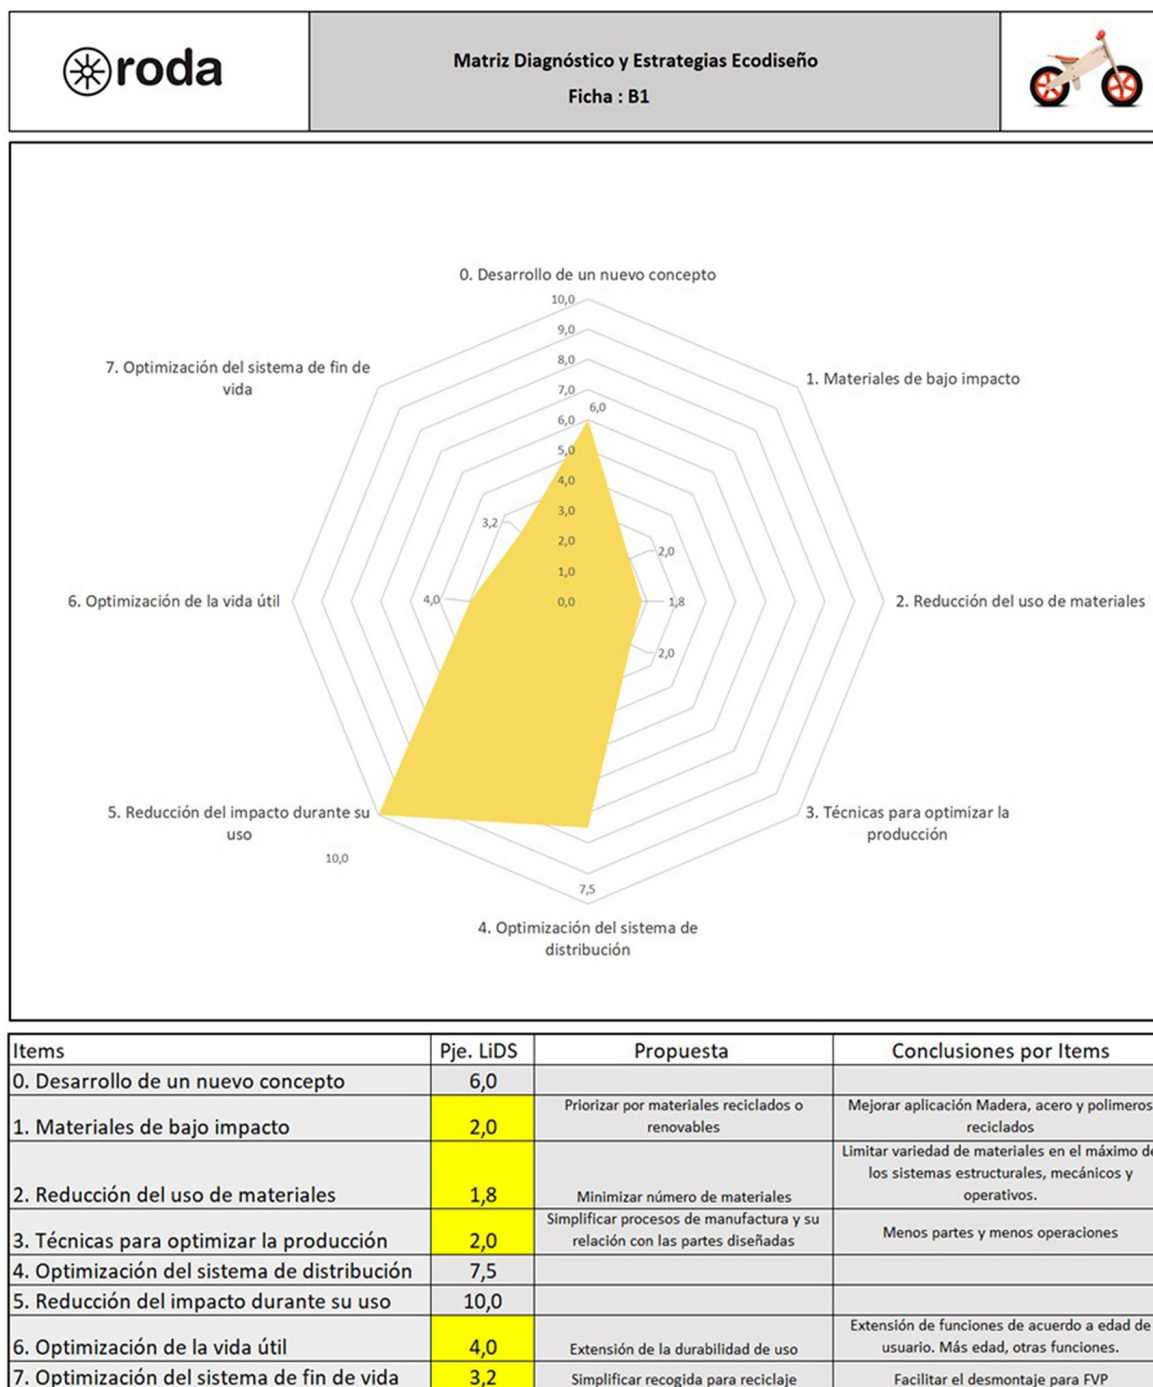 roda
Matriz Diagnóstico y Estrategias Ecodiseño
Ficha : B1
0. Desarrollo de un nuevo concepto
10,0
9,0
8,0
7,0
6,0
6,0
5,0
4,0
3,0
2,0
1,0
0,0
7. Optimización del sistema de fin de
vida
3,2
1. Materiales de bajo impacto
2,0
6. Optimización de la vida útil
4,0
1,8
2. Reducción del uso de materiales
2,0
5. Reducción del impacto durante su
uso
10,0
3. Técnicas para optimizar la
producción
7,5
4. Optimización del sistema de
distribución
Items Pje. LiDS Propuesta Conclusiones por Items
0. Desarrollo de un nuevo concepto 6,0
1. Materiales de bajo impacto 2,0
Priorizar por materiales reciclados o
renovables
Mejorar aplicación Madera, acero y polimeros
reciclados
2. Reducción del uso de materiales 1,8 Minimizar número de materiales
Limitar variedad de materiales en el máximo de
los sistemas estructurales, mecánicos y
operativos.
3. Técnicas para optimizar la producción 2,0
Simplificar procesos de manufactura y su
relación con las partes diseñadas
Menos partes y menos operaciones
4. Optimización del sistema de distribución 7,5
5. Reducción del impacto durante su uso 10,0
6. Optimización de la vida útil 4,0 Extensión de la durabilidad de uso
Extensión de funciones de acuerdo a edad de
usuario. Más edad, otras funciones.
7. Optimización del sistema de fin de vida 3,2 Simplificar recogida para reciclaje Facilitar el desmontaje para FVP